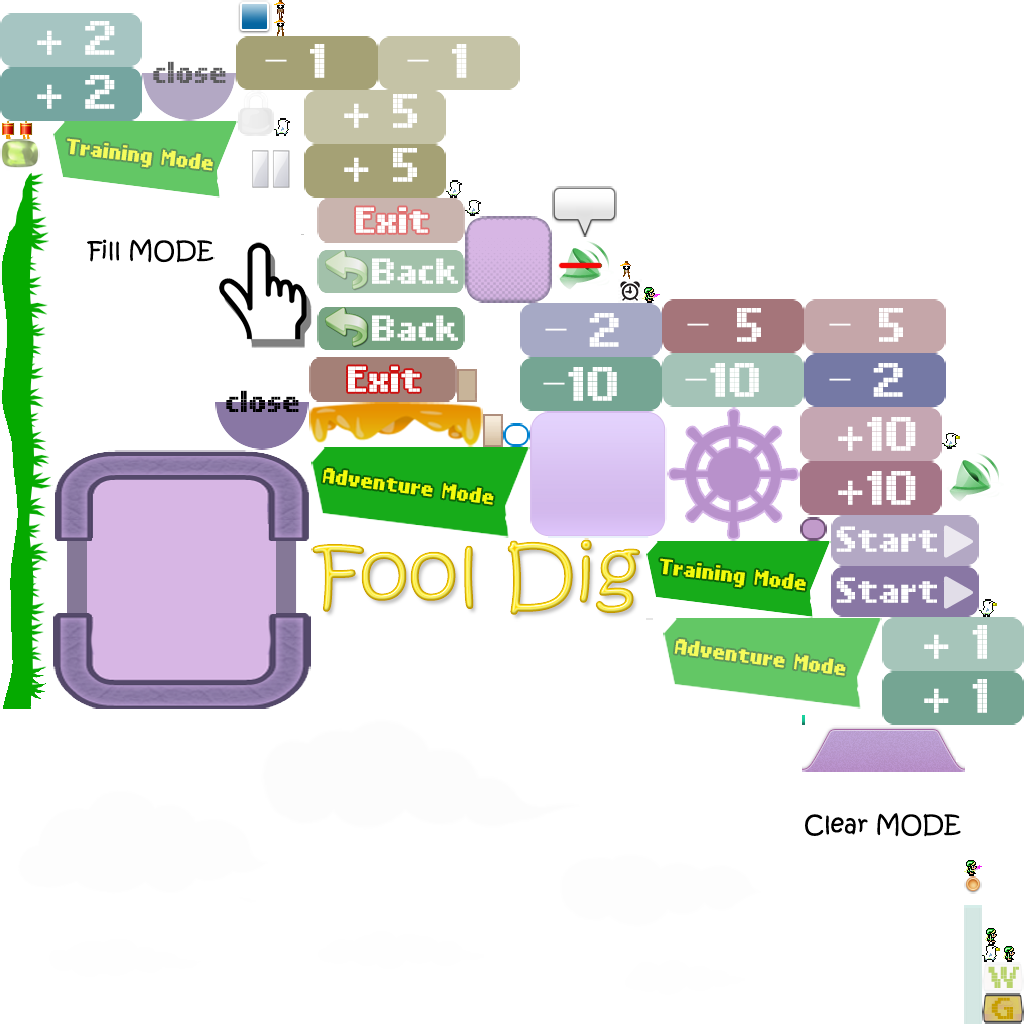 + 2
+ 2
close
- 1
- 1
+ 5
+ 5
Training Mode
Exit
Fill MODE
Back
Back
Exit
close
- 2
- 5
- 5
-10
-10
- 2
+10
+10
Adventure Mode
Fool Dig
Start
Start
Training Mode
Adventure Mode
+ 1
+ 1
Clear MODE
W
G